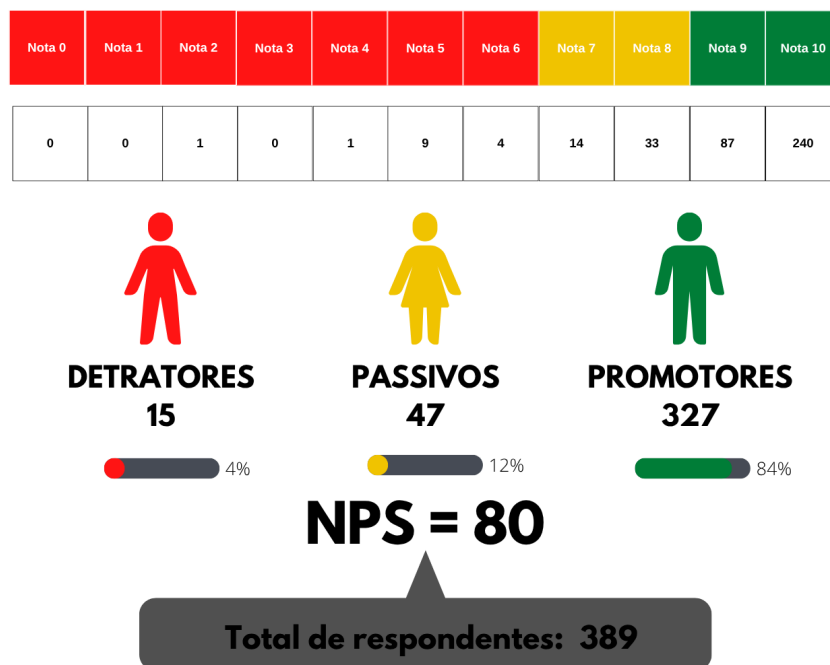 Nota 0 Nota 1 Nota 2 Nota 3 Nota 4 Nota 5 Nota 6 Nota 7 Nota 8 Nota 9 Nota 10
0 0 1 0 1 9 4 14 33 87 240
DETRATORES PASSIVOS PROMOTORES
15 47 327
4% 12% 84%
NPS = 80
Total de respondentes: 389